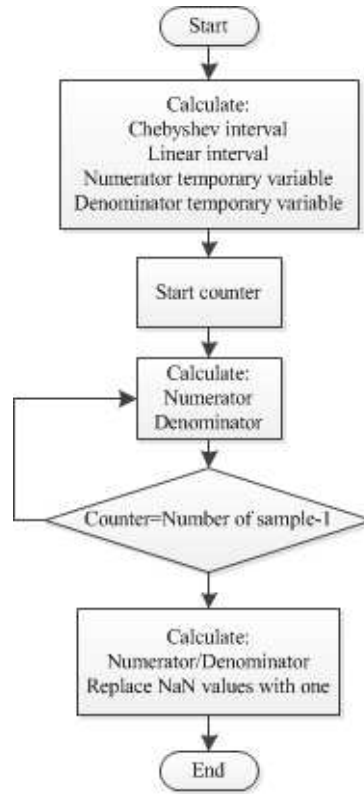 Start
Calculate:
Chebyshev interval
Linear interval
Numerator temporary variable
Denominator temporary variable
Start counter
Calculate:
Numerator
Denominator
Counter=Number of sample-1
Calculate:
Numerator/Denominator
Replace NaN values with one
End